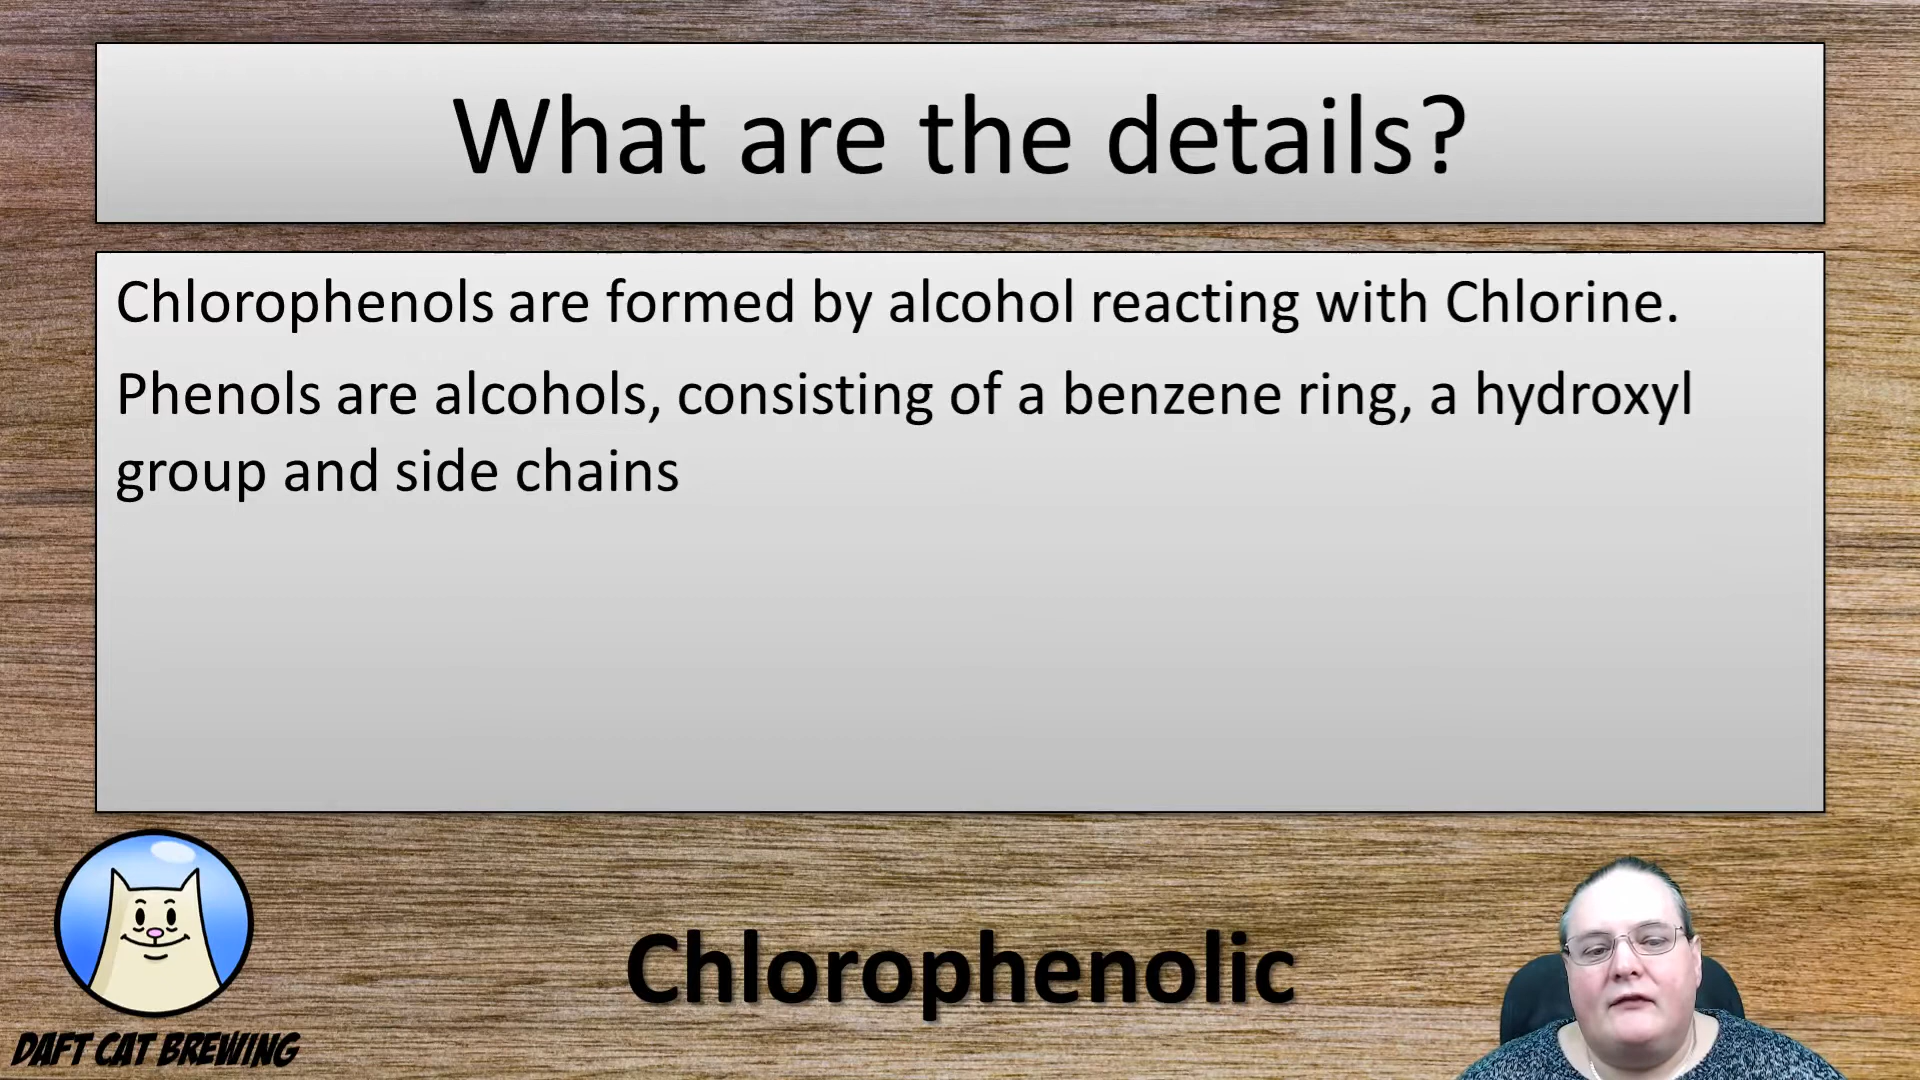 What are the details?
Chlorophenols are formed by alcohol reacting with Chlorine.
Phenols are alcohols, consisting of a benzene ring, a hydroxyl
group and side chains
Chlorophenolic
DAFT CAT BREWING